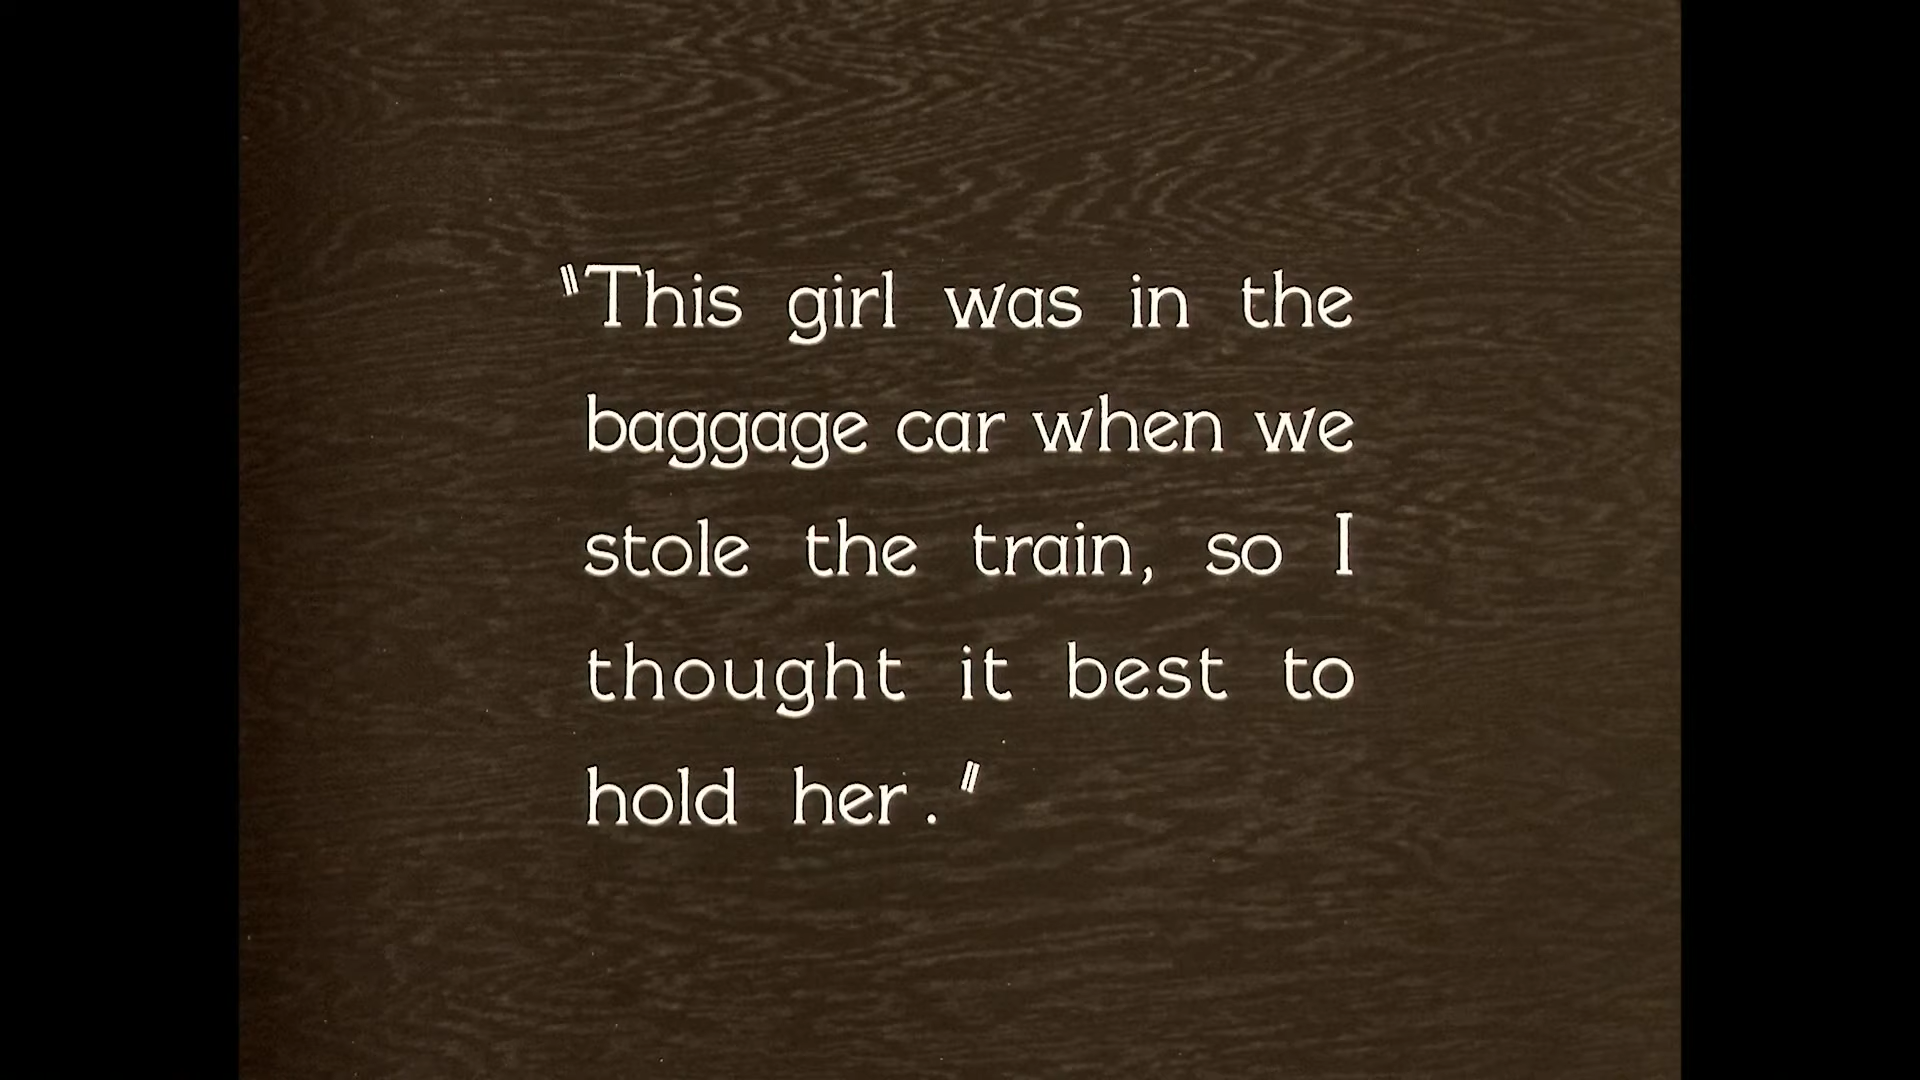 "This girl was in the
baggage car when we
stole the train, so I
thought it best to
hold her."